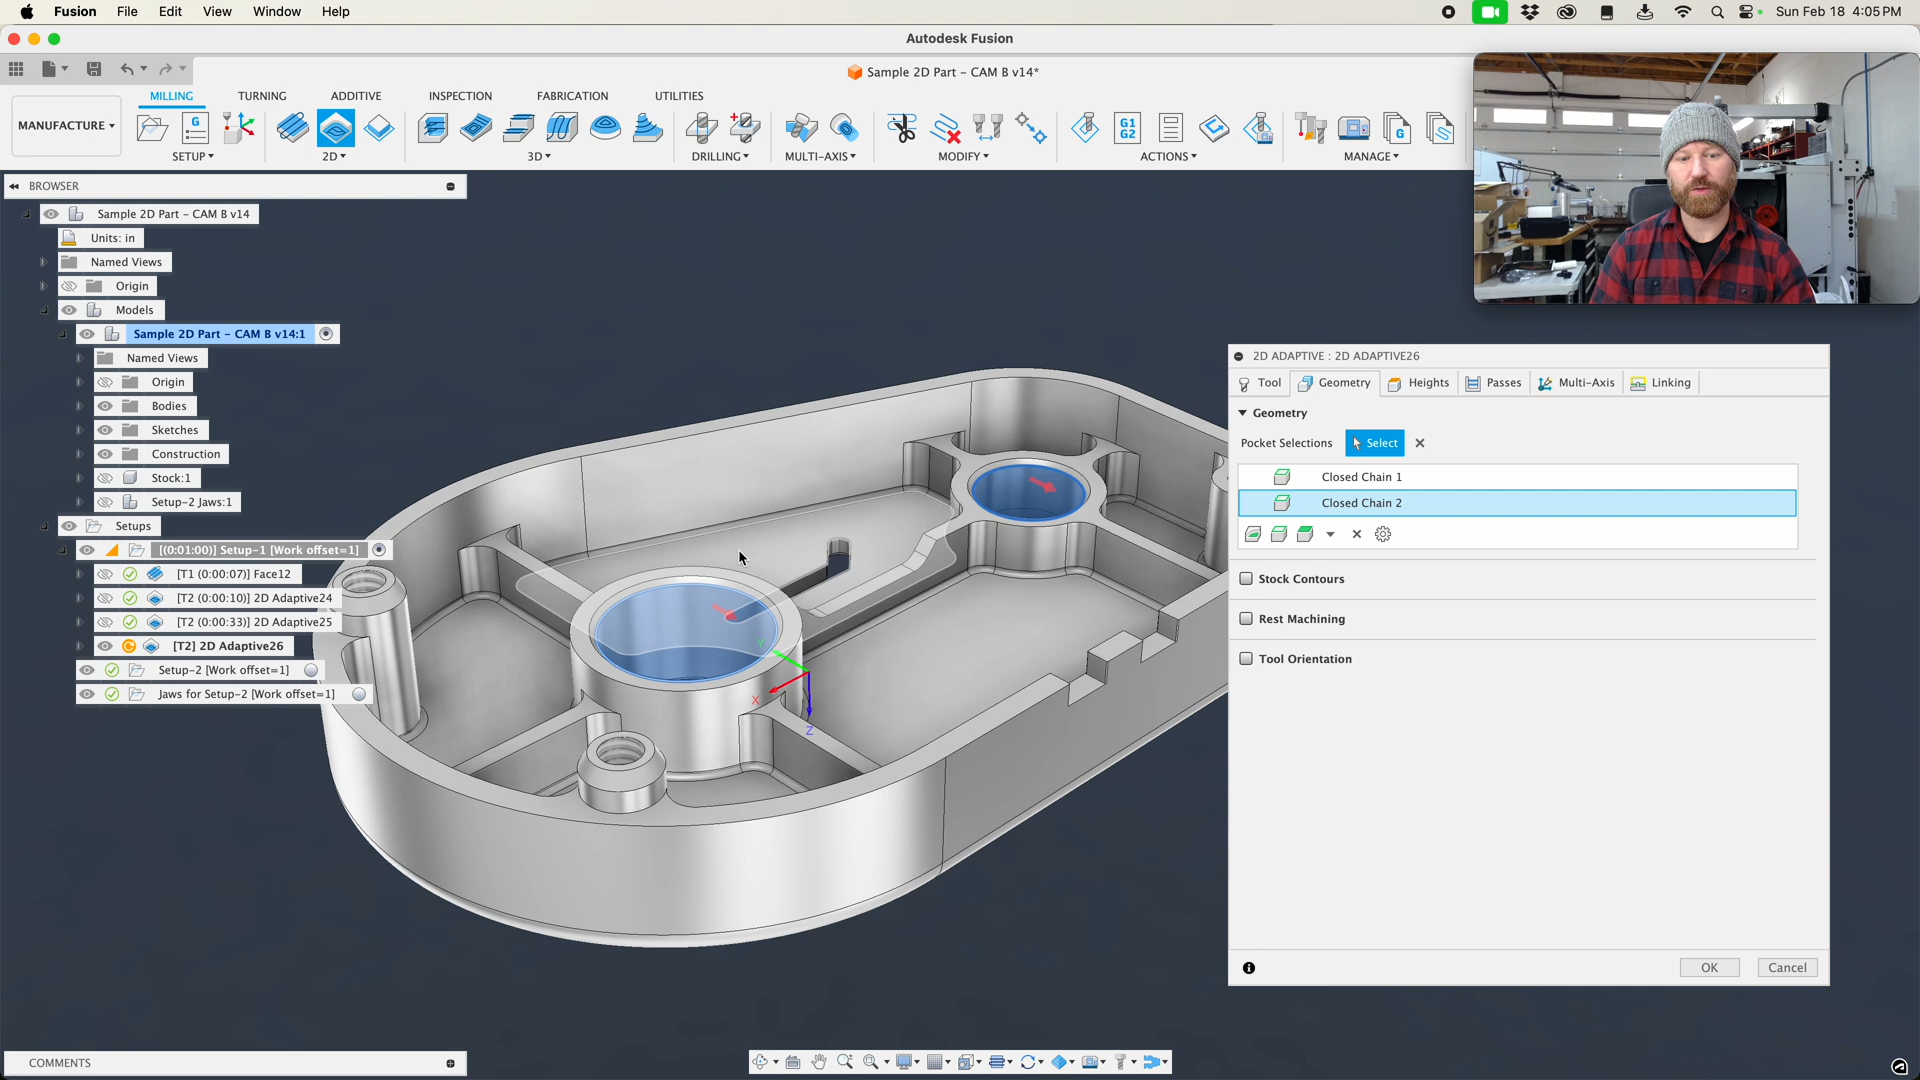 Fusion File Edit View Window Help
Sun Feb 18 4:05 PM
Autodesk Fusion
Sample 2D Part – CAM B v14*
MILLING TURNING ADDITIVE INSPECTION FABRICATION UTILITIES
MANUFACTURE
G
G1
G2
G
SETUP 2D 3D DRILLING MULTI-AXIS MODIFY ACTIONS MANAGE
BROWSER
Sample 2D Part – CAM B v14
Units: in
Named Views
Origin
Models
Sample 2D Part – CAM B v14:1
Named Views
Origin
Bodies
Sketches
Construction
Stock:1
Setup-2 Jaws:1
Setups
[(0:01:00)] Setup-1 [Work offset=1]
[T1 (0:00:07)] Face12
[T2 (0:00:10)] 2D Adaptive24
[T2 (0:00:33)] 2D Adaptive25
[T2] 2D Adaptive26
Setup-2 [Work offset=1]
Jaws for Setup-2 [Work offset=1]
Y
X
Z
2D ADAPTIVE : 2D ADAPTIVE26
Tool Geometry Heights Passes Multi-Axis Linking
Geometry
Pocket Selections Select
Closed Chain 1
Closed Chain 2
Stock Contours
Rest Machining
Tool Orientation
OK Cancel
COMMENTS